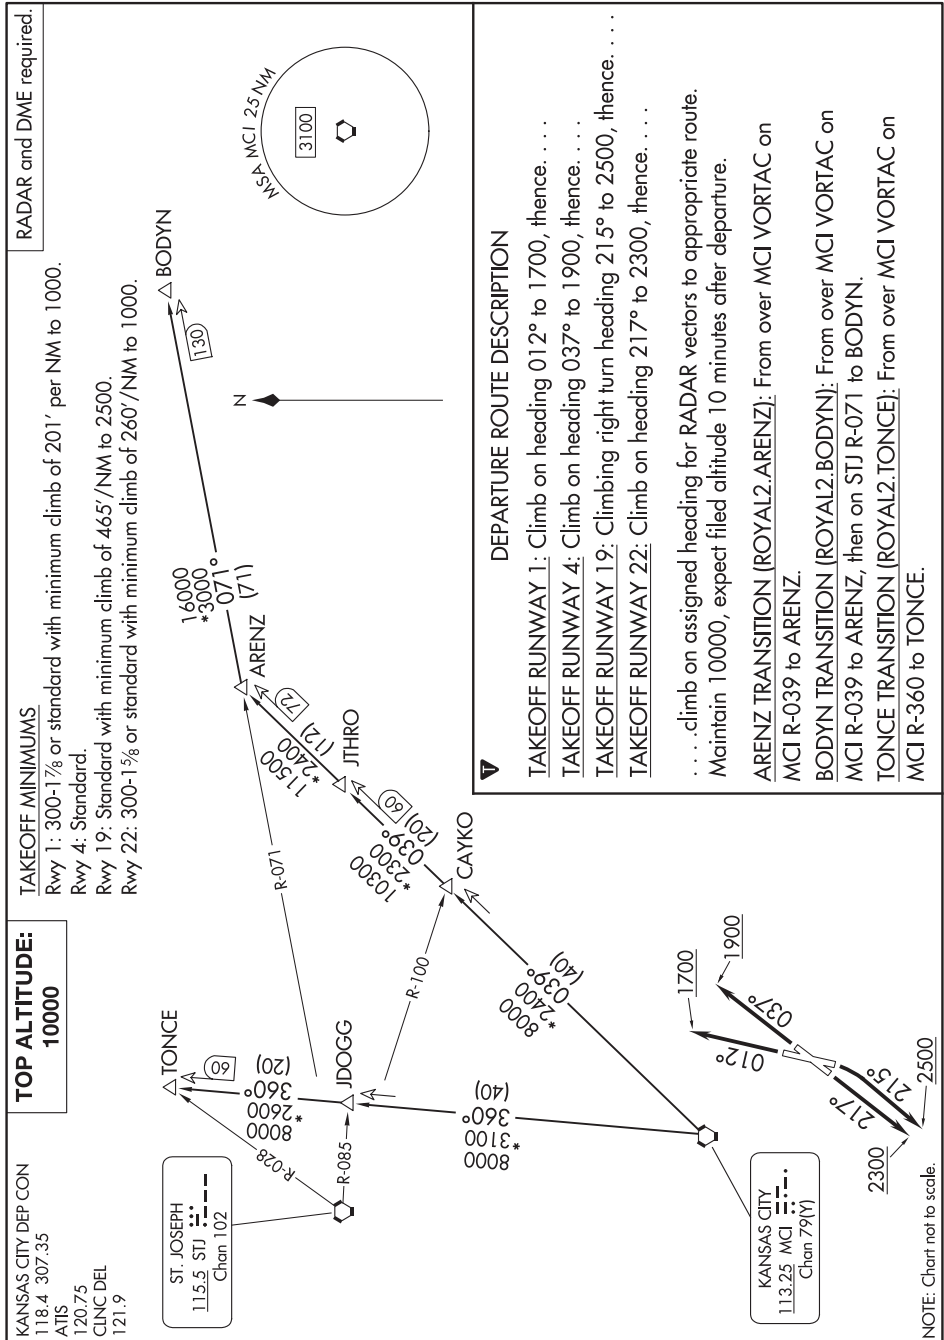 KANSAS CITY DEP CON
118.4 307.35
ATIS
120.75
CLNC DEL
121.9
TOP ALTITUDE:
10000
TAKEOFF MINIMUMS
Rwy 1: 300-1⅞ or standard with minimum climb of 201' per NM to 1000.
Rwy 4: Standard.
Rwy 19: Standard with minimum climb of 465'/NM to 2500.
Rwy 22: 300-1⅝ or standard with minimum climb of 260'/NM to 1000.
RADAR and DME required.
MSA MCI 25 NM
3100
BODYN
130
N
16000
*3000
071°
(71)
ARENZ
72
11500
*2400
(12)
JTHRO
60
10300
*2300
039°
(20)
CAYKO
8000
*2400
039°
(40)
R-071
R-100
TONCE
60
8000
*2600
360°
(20)
JDOGG
8000
*3100
360°
(40)
R-028
R-085
ST. JOSEPH
115.5 STJ
Chan 102
KANSAS CITY
113.25 MCI
Chan 79(Y)
1700
1900
012°
037°
217°
215°
2300
2500
NOTE: Chart not to scale.
T
DEPARTURE ROUTE DESCRIPTION
TAKEOFF RUNWAY 1: Climb on heading 012° to 1700, thence. . . .
TAKEOFF RUNWAY 4: Climb on heading 037° to 1900, thence. . . .
TAKEOFF RUNWAY 19: Climbing right turn heading 215° to 2500, thence. . . .
TAKEOFF RUNWAY 22: Climb on heading 217° to 2300, thence. . . .
. . . .climb on assigned heading for RADAR vectors to appropriate route.
Maintain 10000, expect filed altitude 10 minutes after departure.
ARENZ TRANSITION (ROYAL2.ARENZ): From over MCI VORTAC on
MCI R-039 to ARENZ.
BODYN TRANSITION (ROYAL2.BODYN): From over MCI VORTAC on
MCI R-039 to ARENZ, then on STJ R-071 to BODYN.
TONCE TRANSITION (ROYAL2.TONCE): From over MCI VORTAC on
MCI R-360 to TONCE.